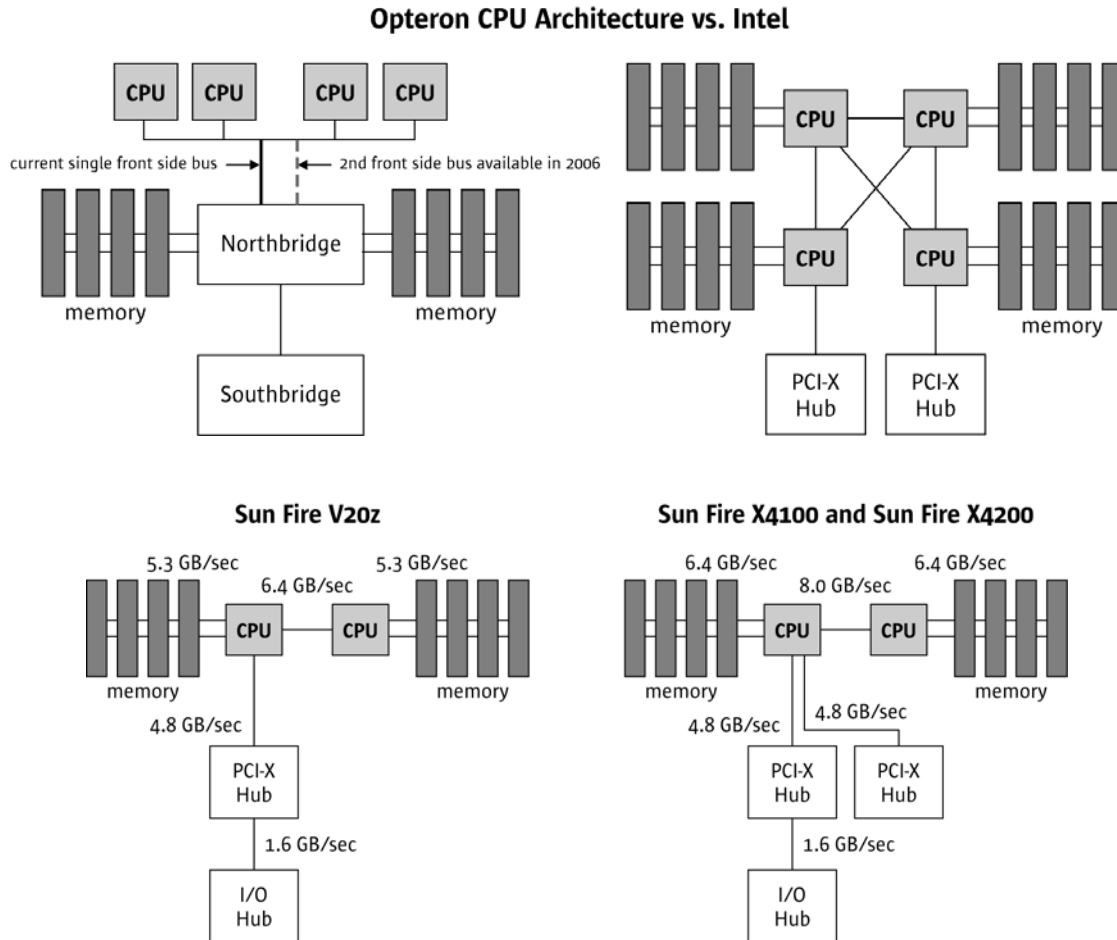 Opteron CPU Architecture vs. Intel
CPU
CPU
CPU
CPU
current single front side bus
2nd front side bus available in 2006
Northbridge
memory
memory
Southbridge
CPU
CPU
CPU
CPU
memory
memory
PCI-X
Hub
PCI-X
Hub
Sun Fire V20z
5.3 GB/sec
6.4 GB/sec
5.3 GB/sec
CPU
CPU
memory
memory
4.8 GB/sec
PCI-X
Hub
1.6 GB/sec
I/O
Hub
Sun Fire X4100 and Sun Fire X4200
6.4 GB/sec
8.0 GB/sec
6.4 GB/sec
CPU
CPU
memory
memory
4.8 GB/sec
4.8 GB/sec
PCI-X
Hub
PCI-X
Hub
1.6 GB/sec
I/O
Hub